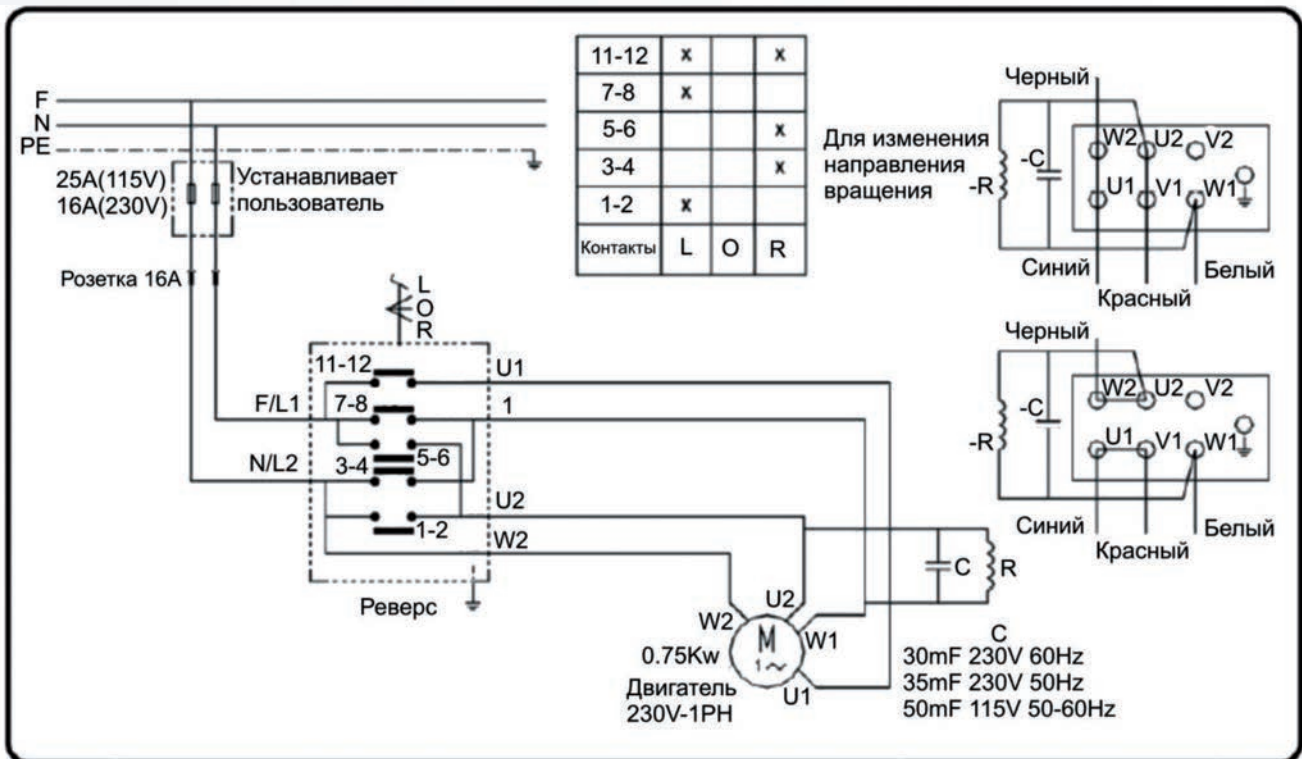 F
N
PE
25A(115V)
16A(230V)
Устанавливает
пользователь
Розетка 16A
11-12 x x
7-8 x
5-6 x
3-4 x
1-2 x
Контакты L O R
Для изменения
направления
вращения
Черный
W2 U2 V2
-C
-R
U1 V1 W1
Синий
Красный
Белый
Черный
W2 U2 V2
-C
-R
U1 V1 W1
Синий
Красный
Белый
L
O
R
11-12
U1
F/L1
7-8
1
N/L2
3-4
5-6
U2
1-2
W2
Реверс
C
R
U2
W2
M
1~
W1
U1
0.75Kw
Двигатель
230V-1PH
C
30mF 230V 60Hz
35mF 230V 50Hz
50mF 115V 50-60Hz